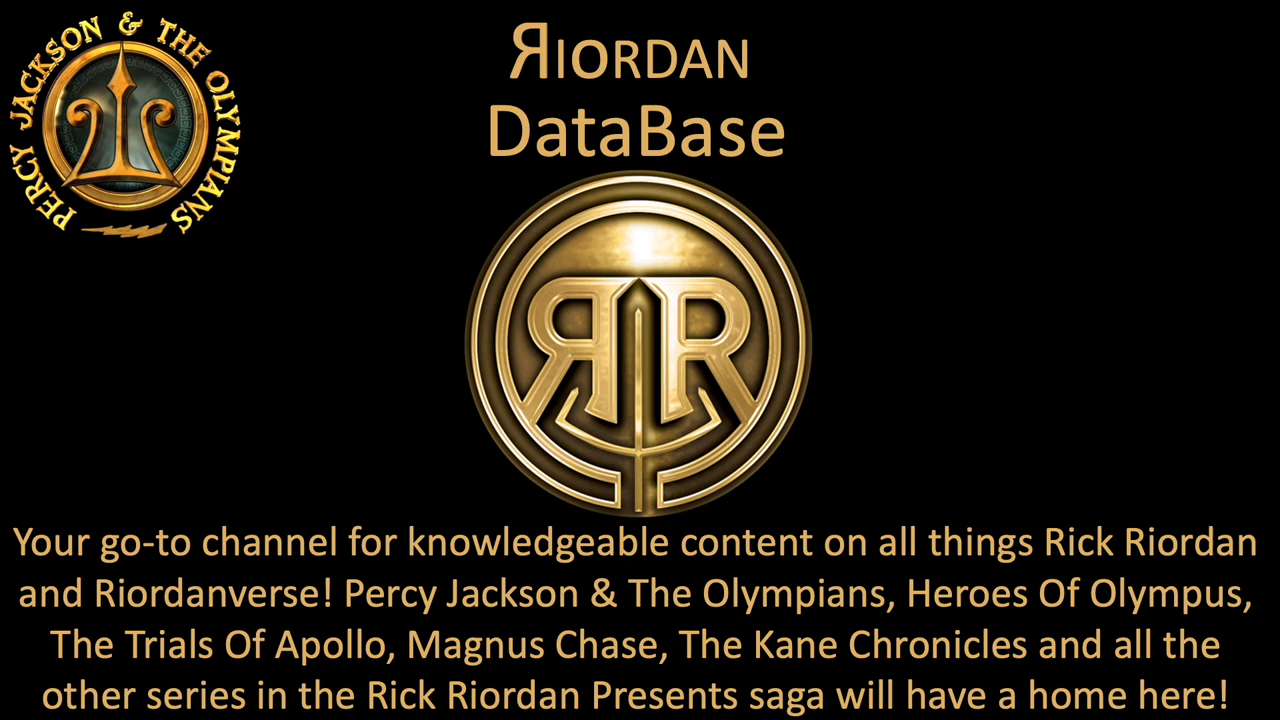 PERCY JACKSON & THE OLYMPIANS
ЯIORDAN
DataBase
ЯR
Your go-to channel for knowledgeable content on all things Rick Riordan
and Riordanverse! Percy Jackson & The Olympians, Heroes Of Olympus,
The Trials Of Apollo, Magnus Chase, The Kane Chronicles and all the
other series in the Rick Riordan Presents saga will have a home here!